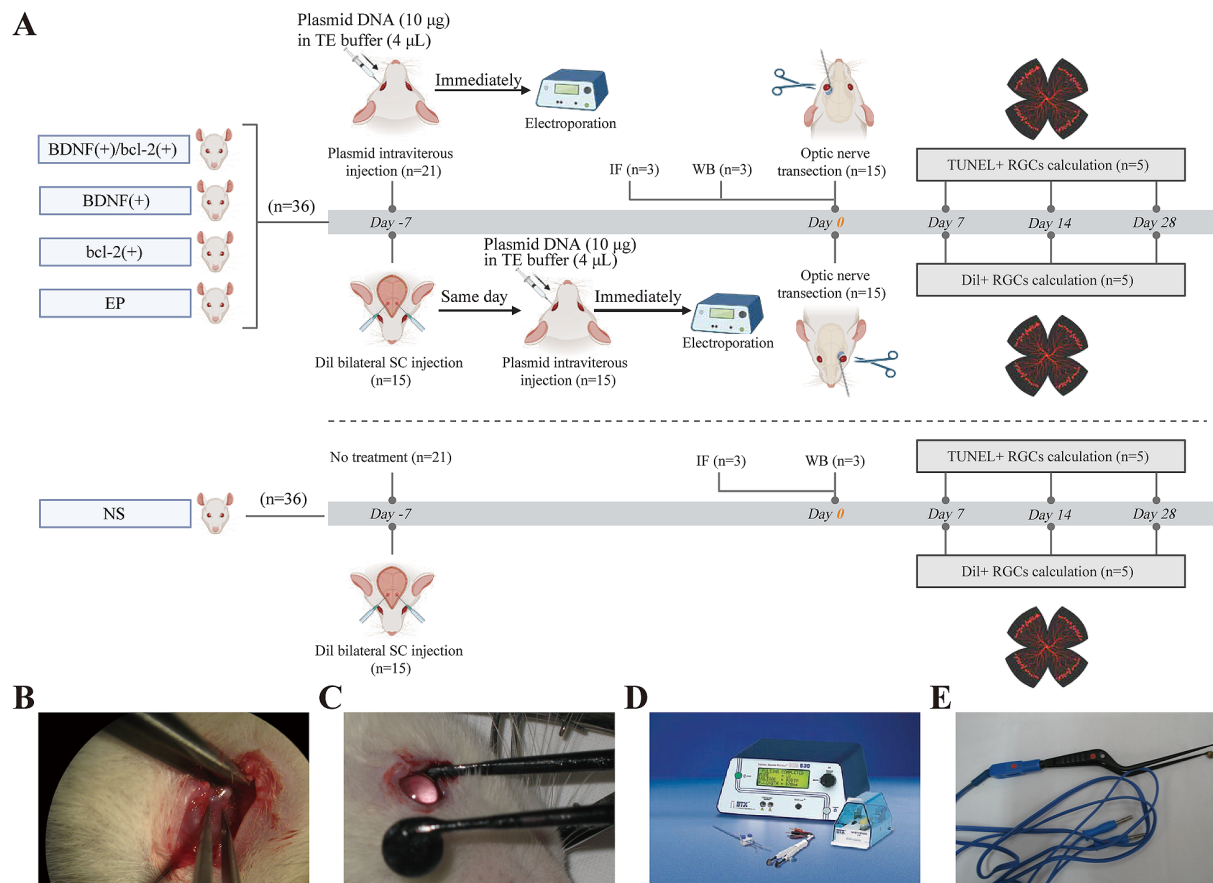 A
Plasmid DNA (10 μg)
in TE buffer (4 μL)
Immediately
Electroporation
BDNF(+)/bcl-2(+)
BDNF(+)
bcl-2(+)
EP
(n=36)
Plasmid intraviterous
injection (n=21)
IF (n=3)
WB (n=3)
Optic nerve
transection (n=15)
TUNEL+ RGCs calculation (n=5)
Day -7
Day 0
Day 7
Day 14
Day 28
Plasmid DNA (10 μg)
in TE buffer (4 μL)
Same day
Immediately
Electroporation
Optic nerve
transection (n=15)
Dil+ RGCs calculation (n=5)
Dil bilateral SC injection
(n=15)
Plasmid intraviterous
injection (n=15)
No treatment (n=21)
IF (n=3)
WB (n=3)
TUNEL+ RGCs calculation (n=5)
NS
(n=36)
Day -7
Day 0
Day 7
Day 14
Day 28
Dil+ RGCs calculation (n=5)
Dil bilateral SC injection
(n=15)
B
C
D
E
830
BTX